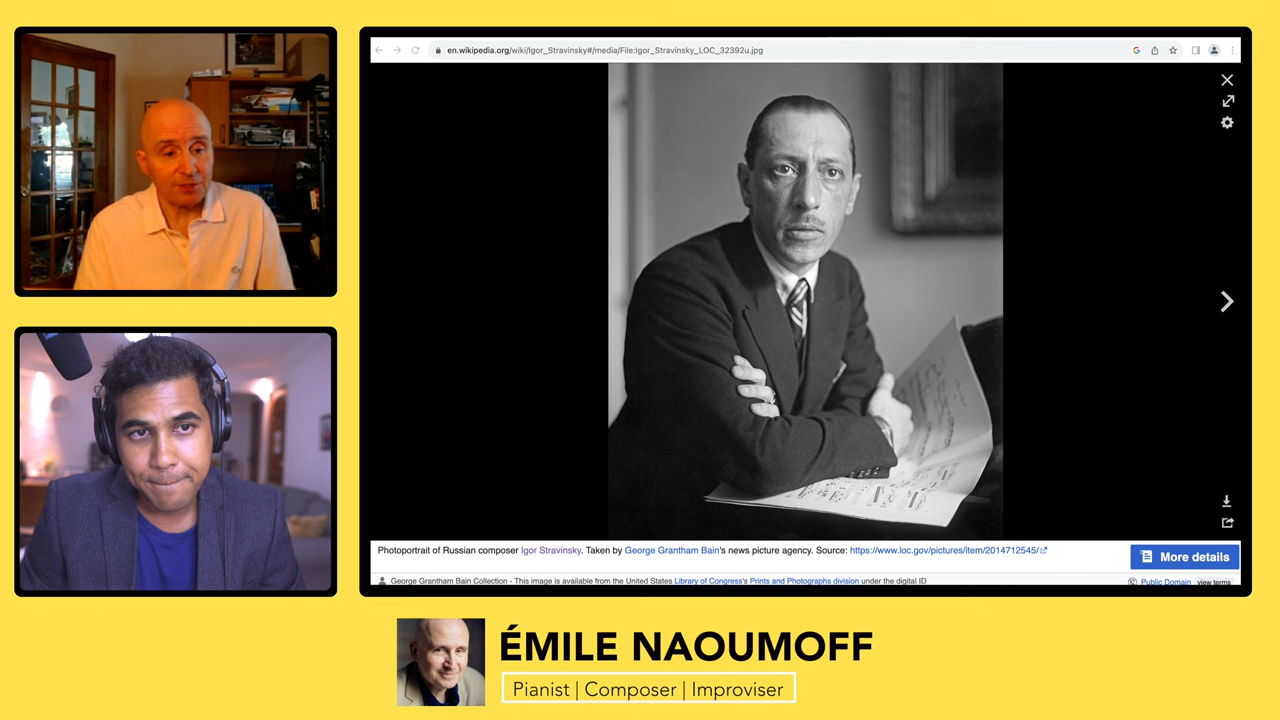 en.wikipedia.org/wiki/Igor_Stravinsky#/media/File:Igor_Stravinsky_LOC_32392u.jpg
Photoportrait of Russian composer Igor Stravinsky. Taken by George Grantham Bain's news picture agency. Source: https://www.loc.gov/pictures/item/2014712545/
More details
George Grantham Bain Collection - This image is available from the United States Library of Congress's Prints and Photographs division under the digital ID
Public Domain view terms
ÉMILE NAOUMOFF
Pianist | Composer | Improviser